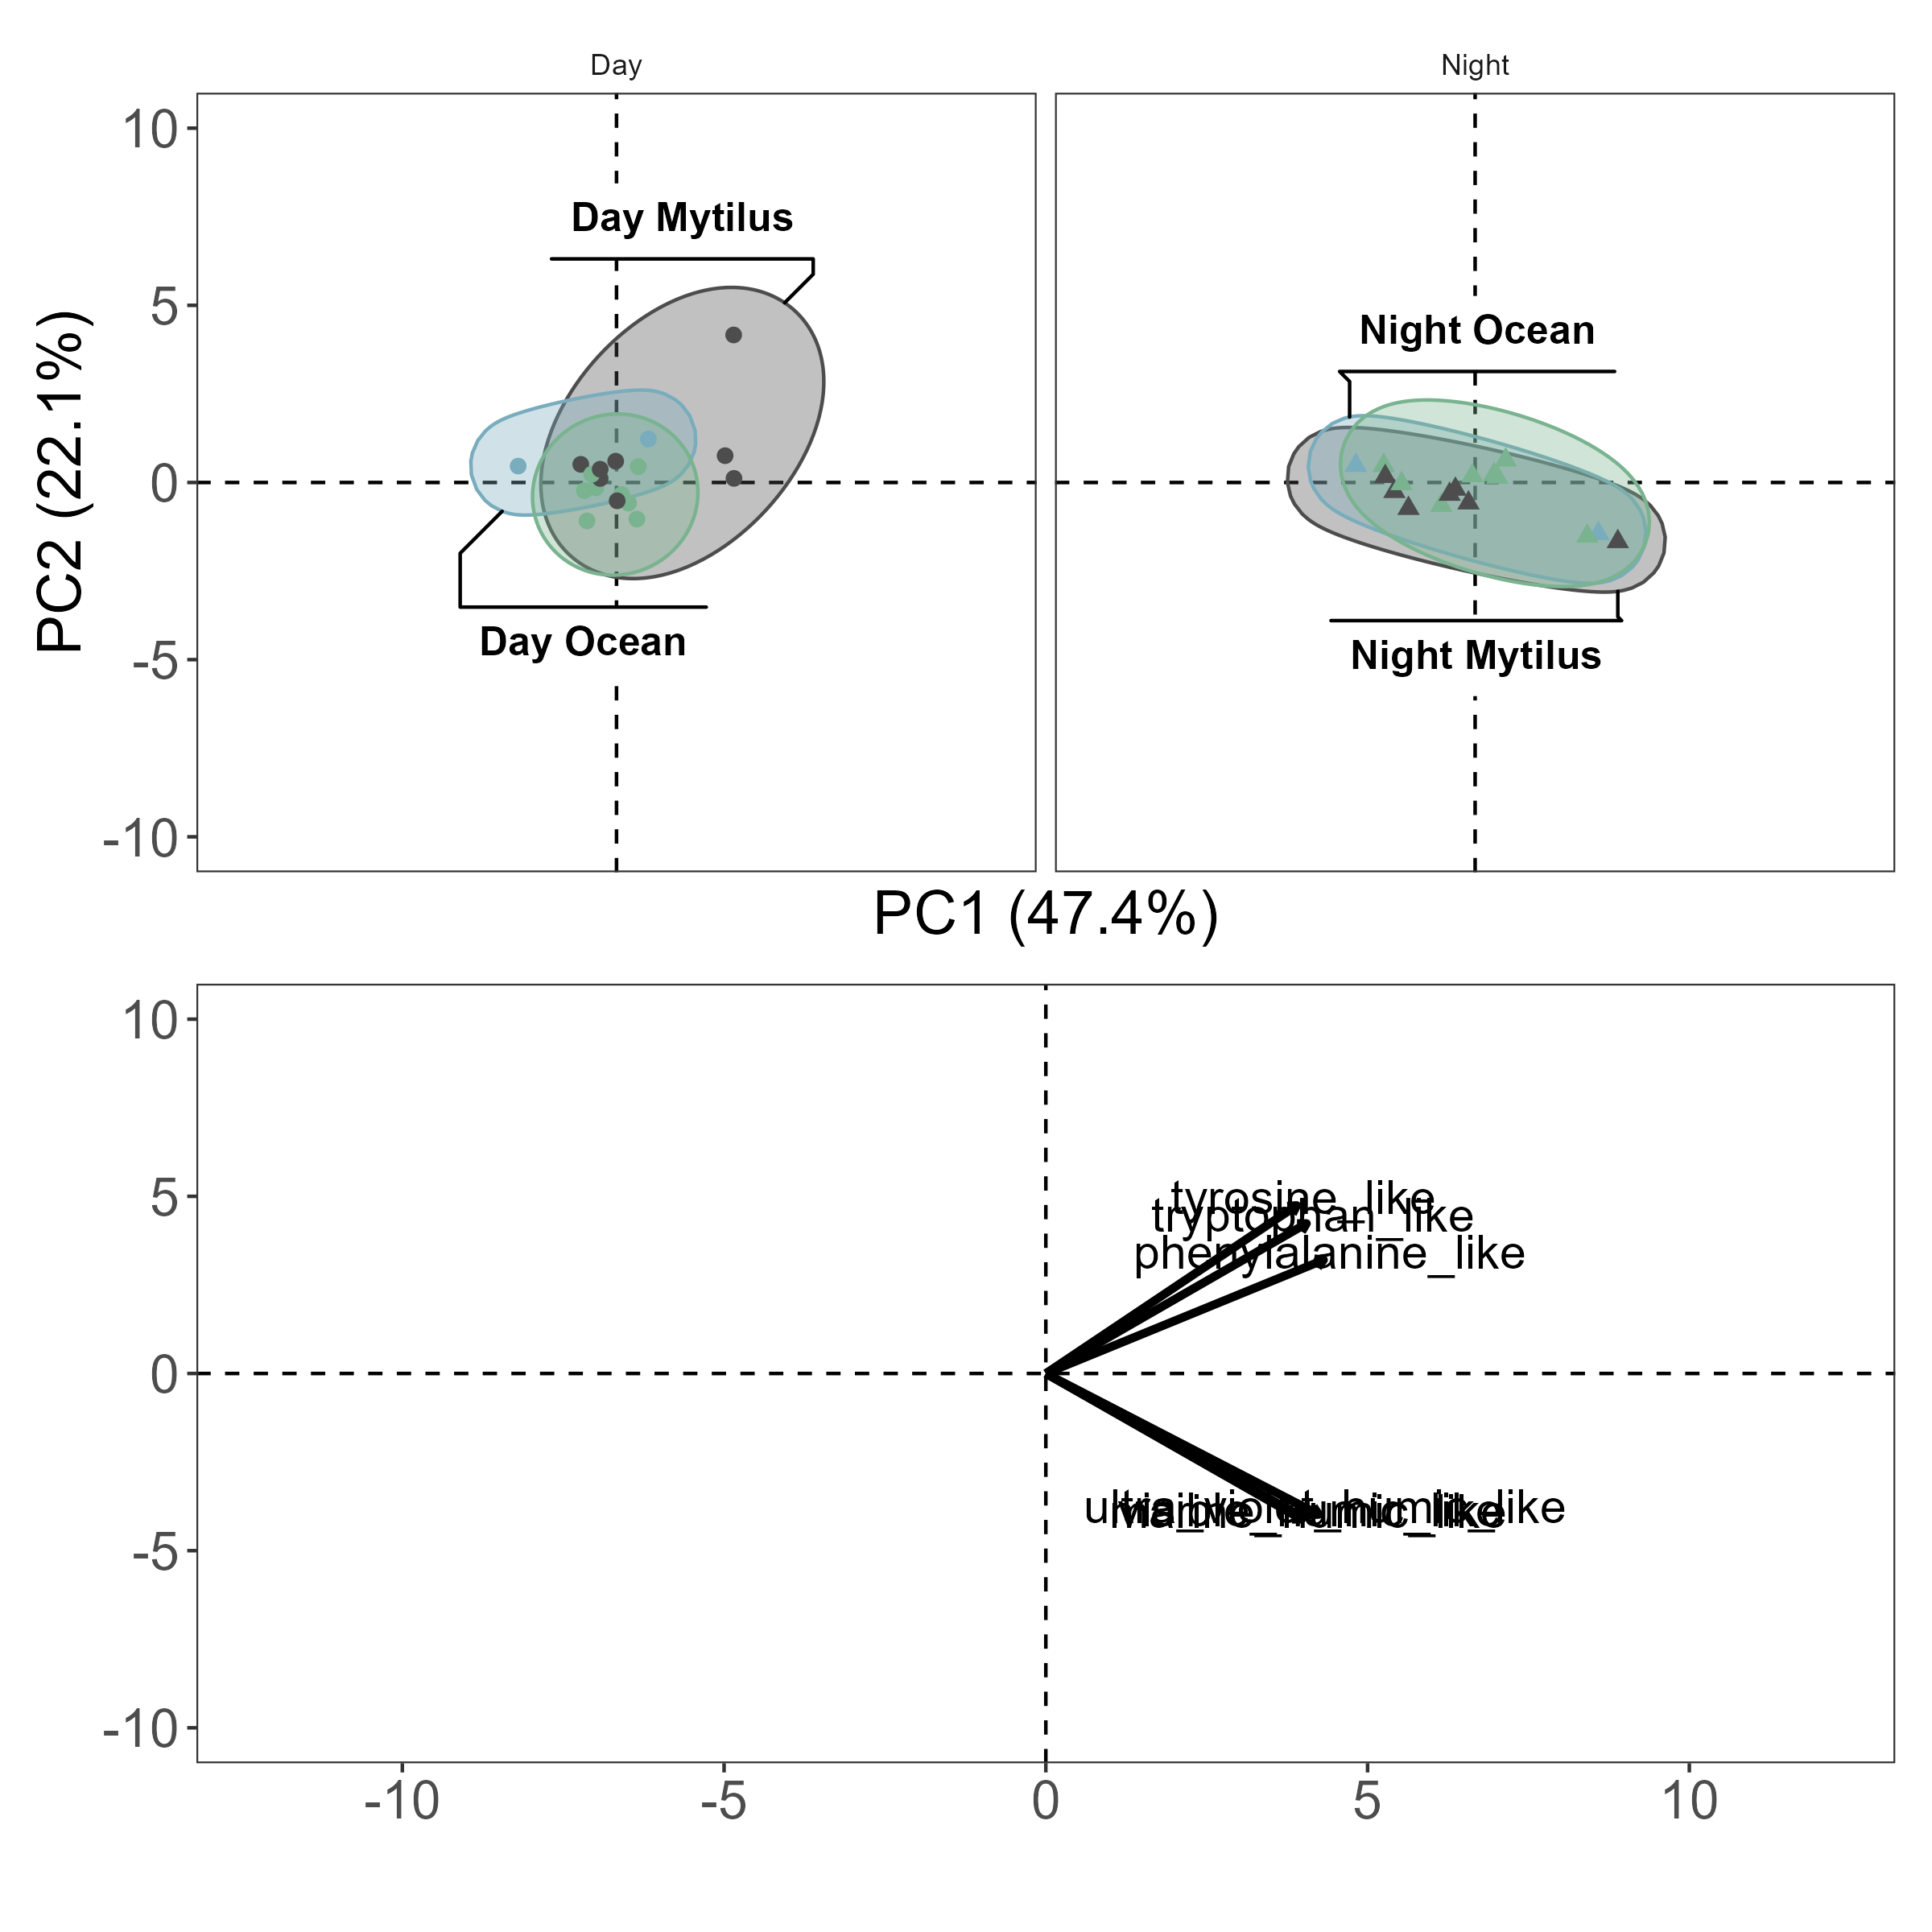 Day
Night
10
5
0
-5
-10
PC2 (22.1%)
Day Mytilus
Day Ocean
Night Ocean
Night Mytilus
PC1 (47.4%)
10
5
0
-5
-10
tyrosine_like
tryptophan_like
phenylalanine_like
ultra_violet_humic_like
-10
-5
0
5
10